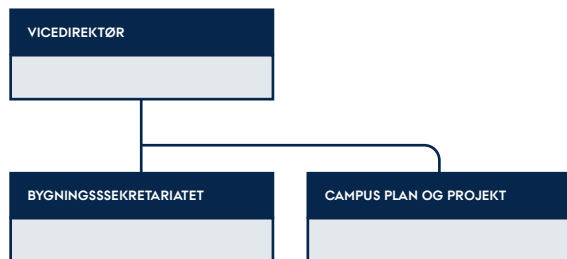 VICEDIREKTØR
BYGNINGSSSEKRETARIATET
CAMPUS PLAN OG PROJEKT